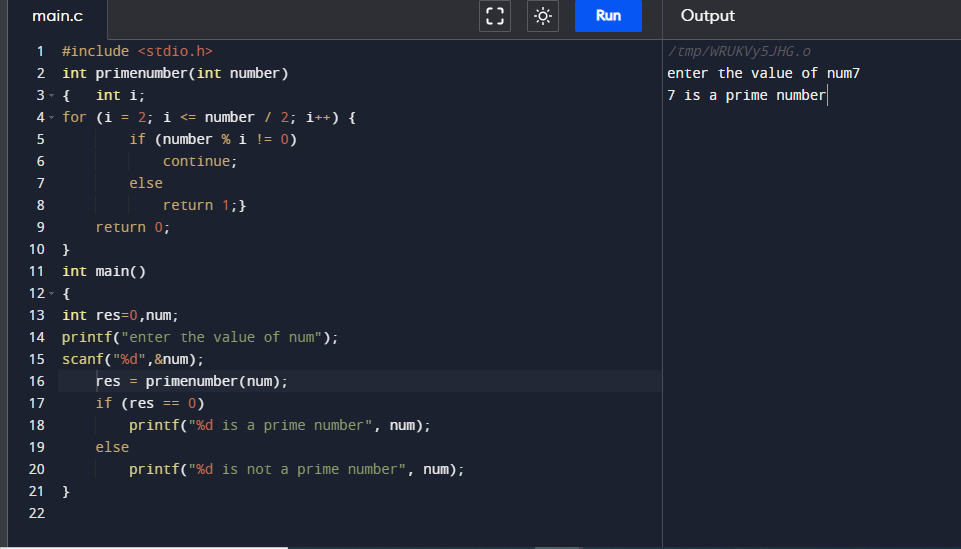 main.c Run Output
1 #include <stdio.h>
2 int primenumber(int number)
3 {   int i;
4 for (i = 2; i <= number / 2; i++) {
5         if (number % i != 0)
6             continue;
7         else
8             return 1;}
9     return 0;
10 }
11 int main()
12 {
13 int res=0,num;
14 printf("enter the value of num");
15 scanf("%d",&num);
16     res = primenumber(num);
17     if (res == 0)
18         printf("%d is a prime number", num);
19     else
20         printf("%d is not a prime number", num);
21 }
22
/tmp/WRUKVy5JHG.o
enter the value of num7
7 is a prime number